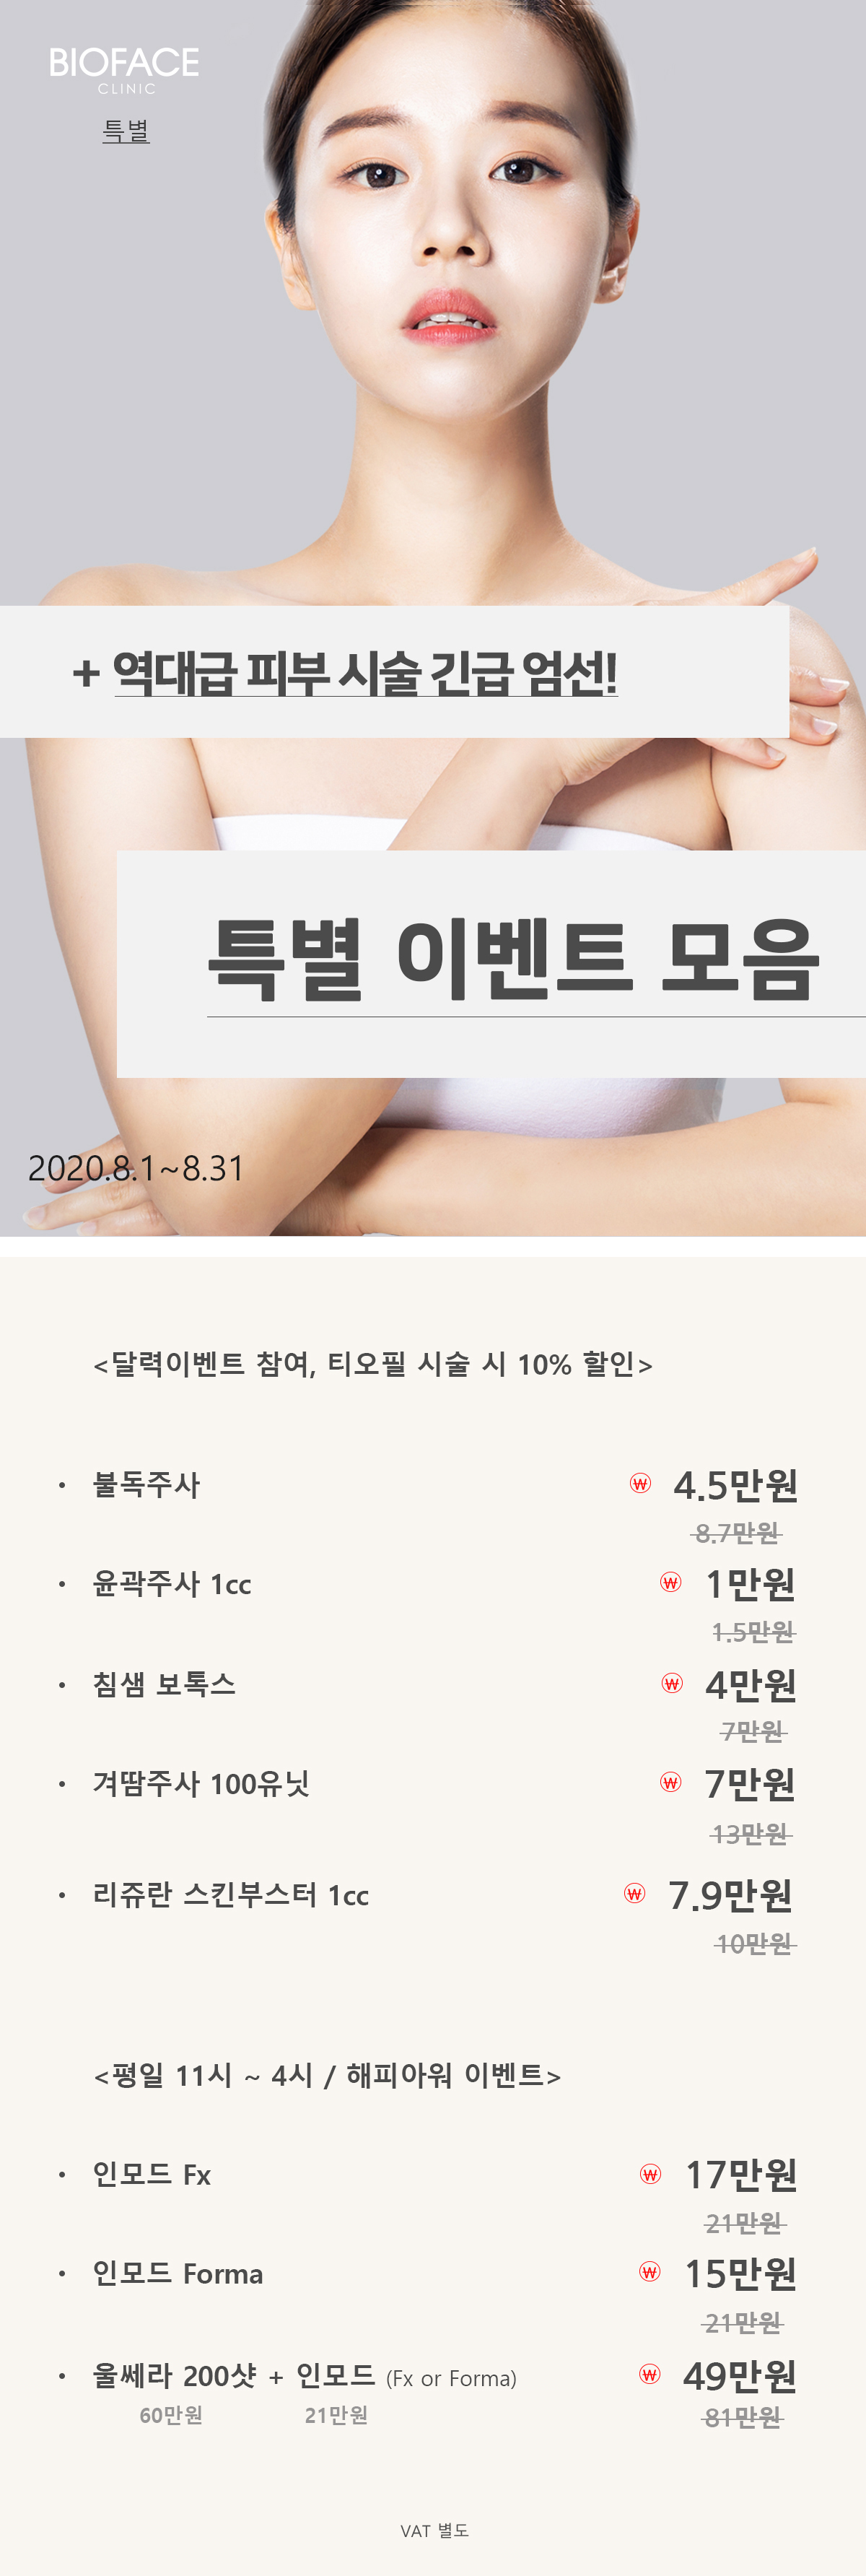 BIOFACE
CLINIC
특별
+ 역대급 피부 시술 긴급 엄선!
특별 이벤트 모음
2020.8.1~8.31
<달력이벤트 참여, 티오필 시술 시 10% 할인>
• 불독주사 ₩ 4.5만원
8.7만원
• 윤곽주사 1cc ₩ 1만원
1.5만원
• 침샘 보톡스 ₩ 4만원
7만원
• 겨땀주사 100유닛 ₩ 7만원
13만원
• 리쥬란 스킨부스터 1cc ₩ 7.9만원
10만원
<평일 11시 ~ 4시 / 해피아워 이벤트>
• 인모드 Fx ₩ 17만원
21만원
• 인모드 Forma ₩ 15만원
21만원
• 울쎄라 200샷 + 인모드 (Fx or Forma) ₩ 49만원
60만원 21만원 81만원
VAT 별도